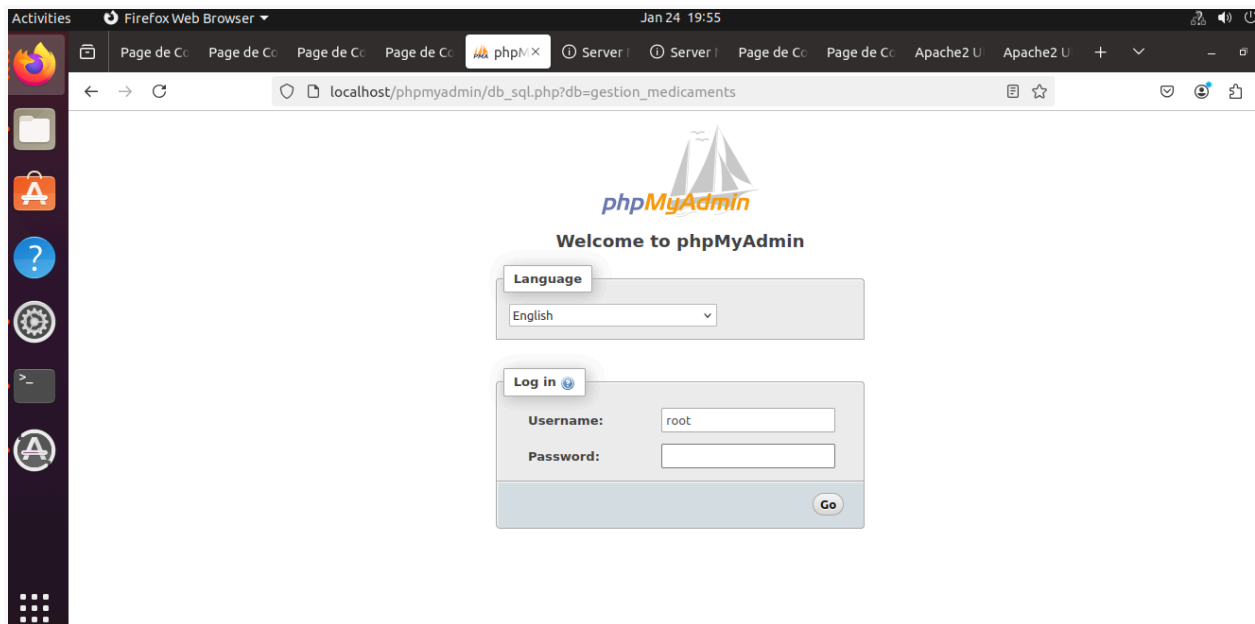 Activities Firefox Web Browser Jan 24 19:55
Page de Co Page de Co Page de Co Page de Co phpM Server Server Page de Co Page de Co Apache2 U Apache2 U
localhost/phpmyadmin/db_sql.php?db=gestion_medicaments
phpMyAdmin
Welcome to phpMyAdmin
Language
English
Log in
Username: root
Password:
Go